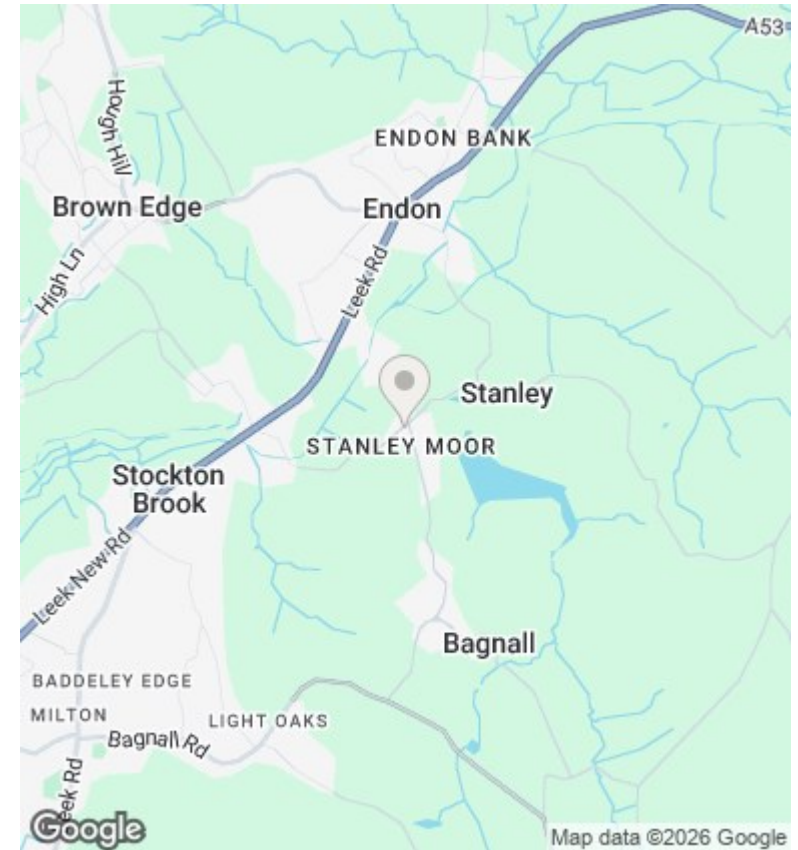 A53
ENDON BANK
Hough Hill
Brown Edge
Endon
High Ln
Leek Rd
Stanley
STANLEY MOOR
Stockton
Brook
Leek New Rd
Bagnall
BADDELEY EDGE
MILTON
LIGHT OAKS
Bagnall Rd
Leek Rd
Google
Map data ©2026 Google